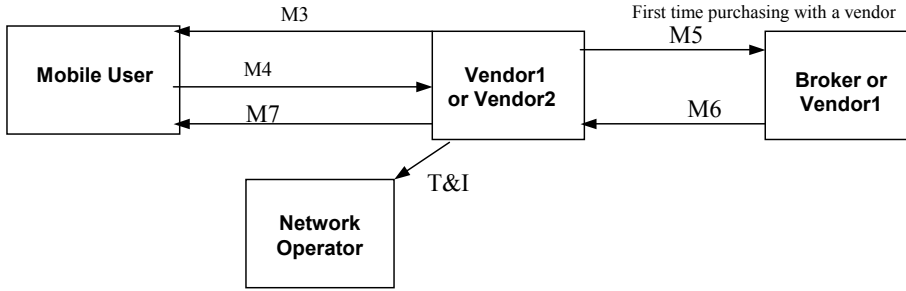 First time purchasing with a vendor
M3
M5
Mobile User
M4
Vendor1
or Vendor2
Broker or
Vendor1
M7
M6
T&I
Network
Operator